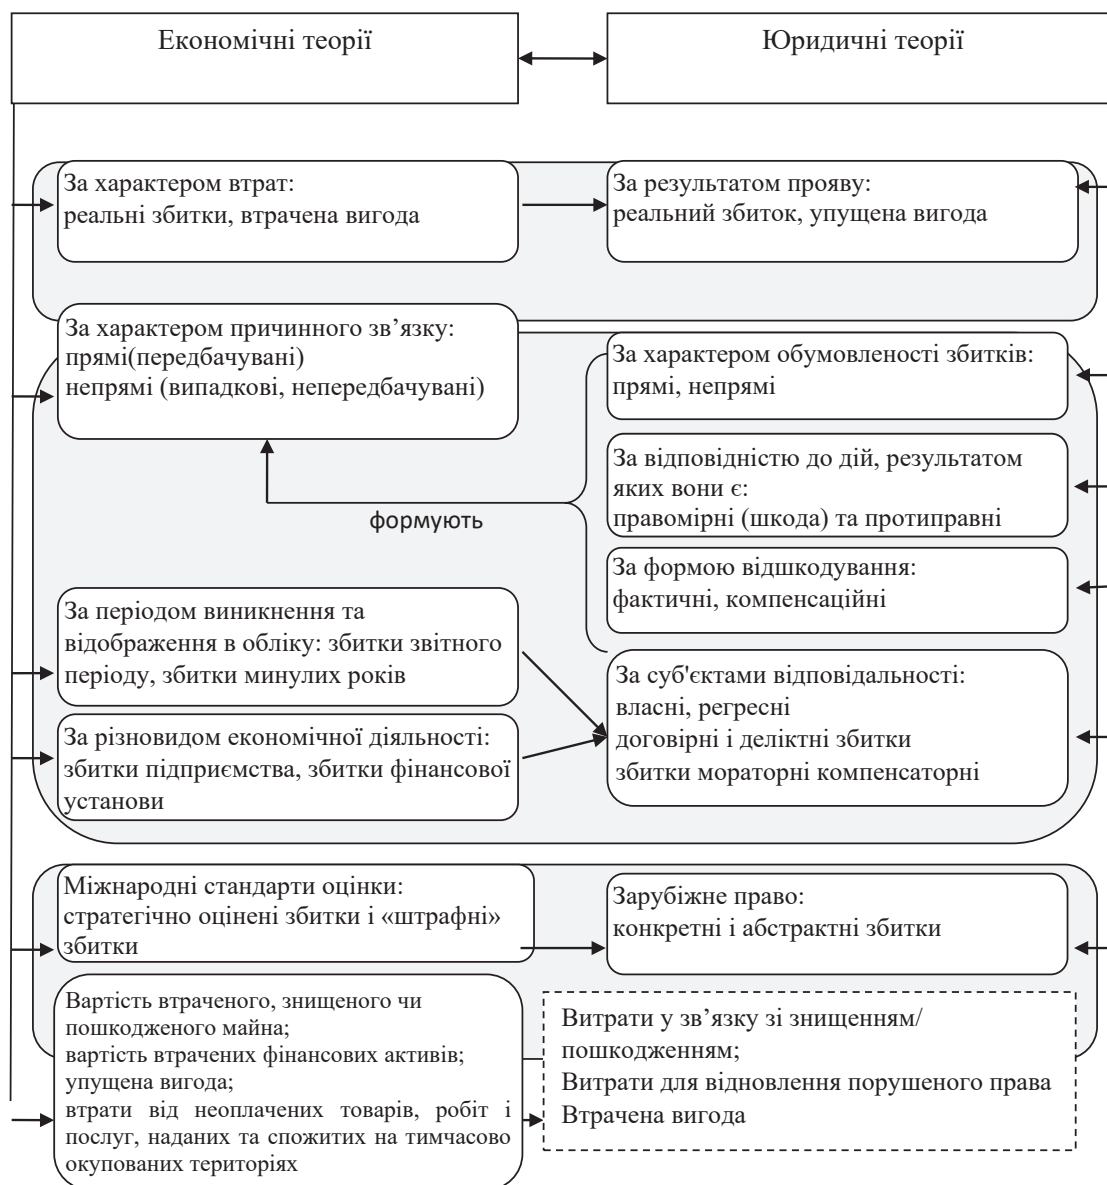 Економічні теорії
Юридичні теорії
За характером втрат:
реальні збитки, втрачена вигода
За результатом прояву:
реальний збиток, упущена вигода
За характером причинного зв’язку:
прямі(передбачувані)
непрямі (випадкові, непередбачувані)
За характером обумовленості збитків:
прямі, непрямі
За відповідністю до дій, результатом
яких вони є:
правомірні (шкода) та протиправні
формують
За формою відшкодування:
фактичні, компенсаційні
За періодом виникнення та
відображення в обліку: збитки звітного
періоду, збитки минулих років
За суб'єктами відповідальності:
власні, регресні
договірні і деліктні збитки
збитки мораторні компенсаторні
За різновидом економічної діяльності:
збитки підприємства, збитки фінансової
установи
Міжнародні стандарти оцінки:
стратегічно оцінені збитки і «штрафні»
збитки
Зарубіжне право:
конкретні і абстрактні збитки
Вартість втраченого, знищеного чи
пошкодженого майна;
вартість втрачених фінансових активів;
упущена вигода;
втрати від неоплачених товарів, робіт і
послуг, наданих та спожитих на тимчасово
окупованих територіях
Витрати у зв’язку зі знищенням/
пошкодженням;
Витрати для відновлення порушеного права
Втрачена вигода